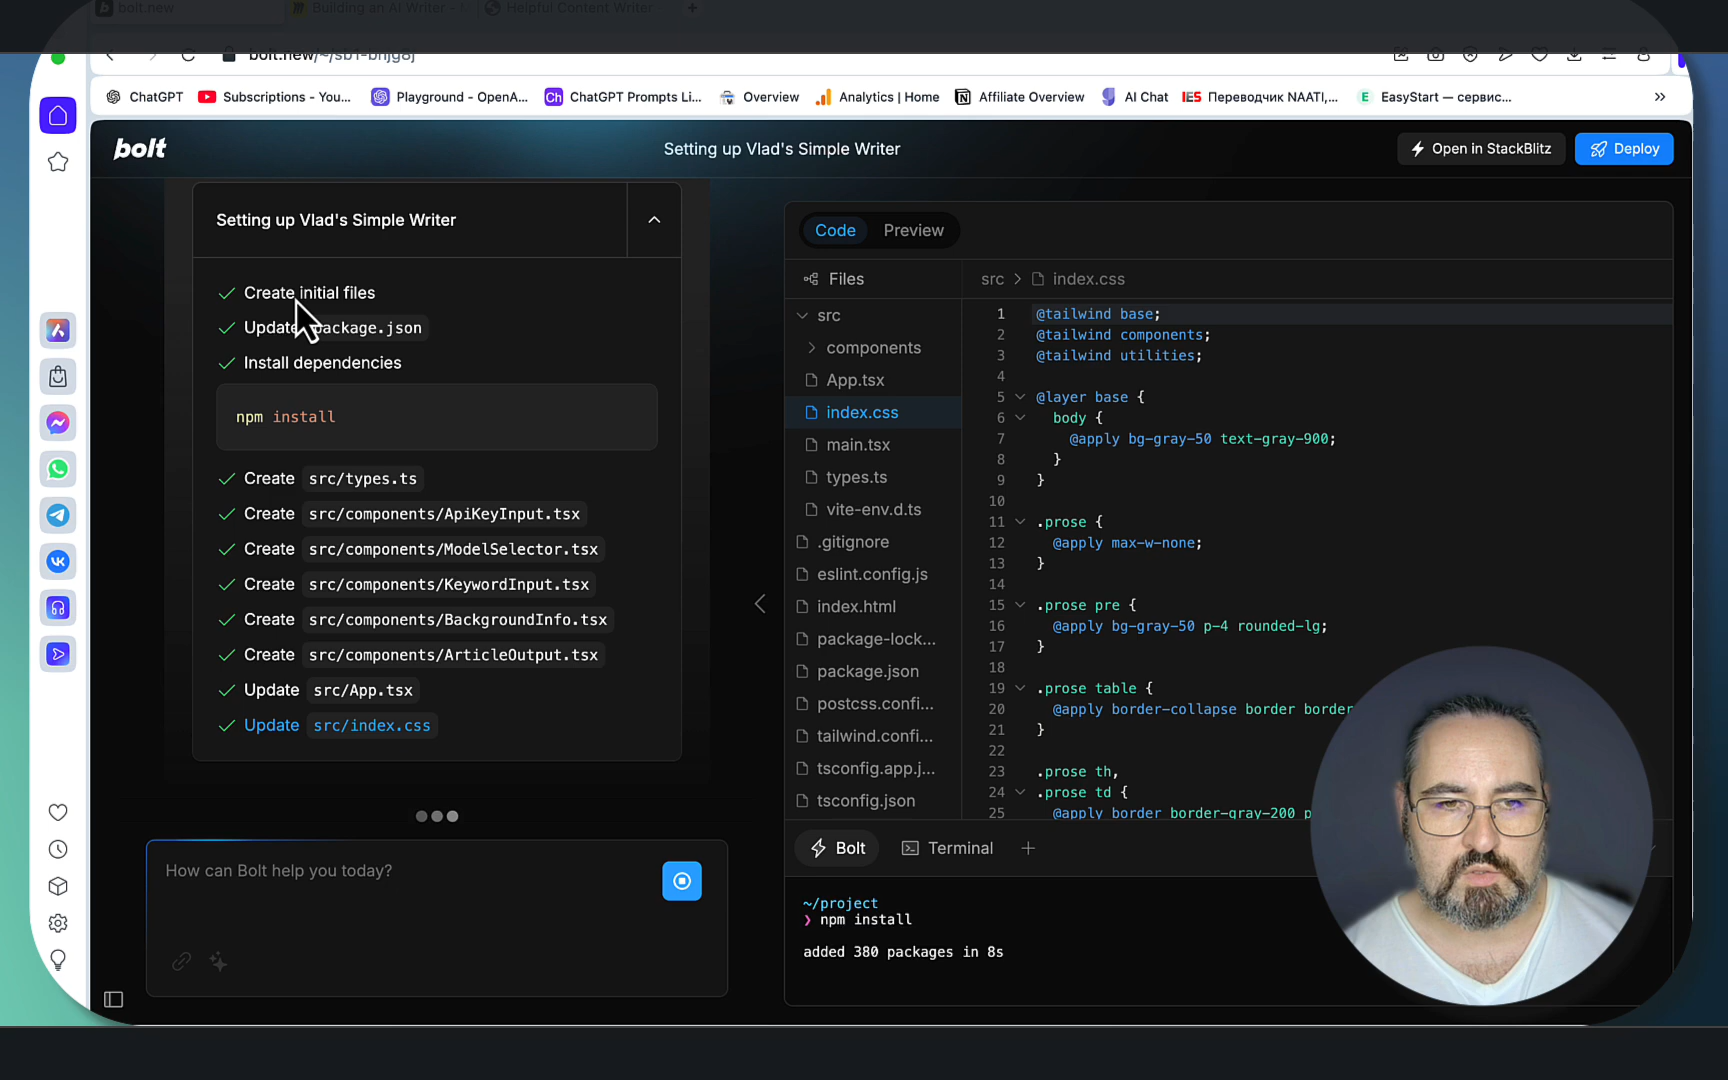 bolt.new
Building an AI Writer -
Helpful Content Writer
bolt.new/~/sb1-bhjg8j
ChatGPT
Subscriptions - You...
Playground - OpenA...
Ch
ChatGPT Prompts Li...
Overview
Analytics | Home
Affiliate Overview
AI Chat
IES
Переводчик NAATI,...
E
EasyStart — сервис...
bolt
Setting up Vlad's Simple Writer
Open in StackBlitz
Deploy
Setting up Vlad's Simple Writer
Create initial files
Update package.json
Install dependencies
npm install
Create src/types.ts
Create src/components/ApiKeyInput.tsx
Create src/components/ModelSelector.tsx
Create src/components/KeywordInput.tsx
Create src/components/BackgroundInfo.tsx
Create src/components/ArticleOutput.tsx
Update src/App.tsx
Update src/index.css
How can Bolt help you today?
Code
Preview
Files
src
components
App.tsx
index.css
main.tsx
types.ts
vite-env.d.ts
.gitignore
eslint.config.js
index.html
package-lock...
package.json
postcss.confi...
tailwind.confi...
tsconfig.app.j...
tsconfig.json
src > index.css
1 @tailwind base;
2 @tailwind components;
3 @tailwind utilities;
4
5 @layer base {
6 body {
7 @apply bg-gray-50 text-gray-900;
8 }
9 }
10
11 .prose {
12 @apply max-w-none;
13 }
14
15 .prose pre {
16 @apply bg-gray-50 p-4 rounded-lg;
17 }
18
19 .prose table {
20 @apply border-collapse border border
21 }
22
23 .prose th,
24 .prose td {
25 @apply border border-gray-200 p
Bolt
Terminal
~/project
❯ npm install
added 380 packages in 8s